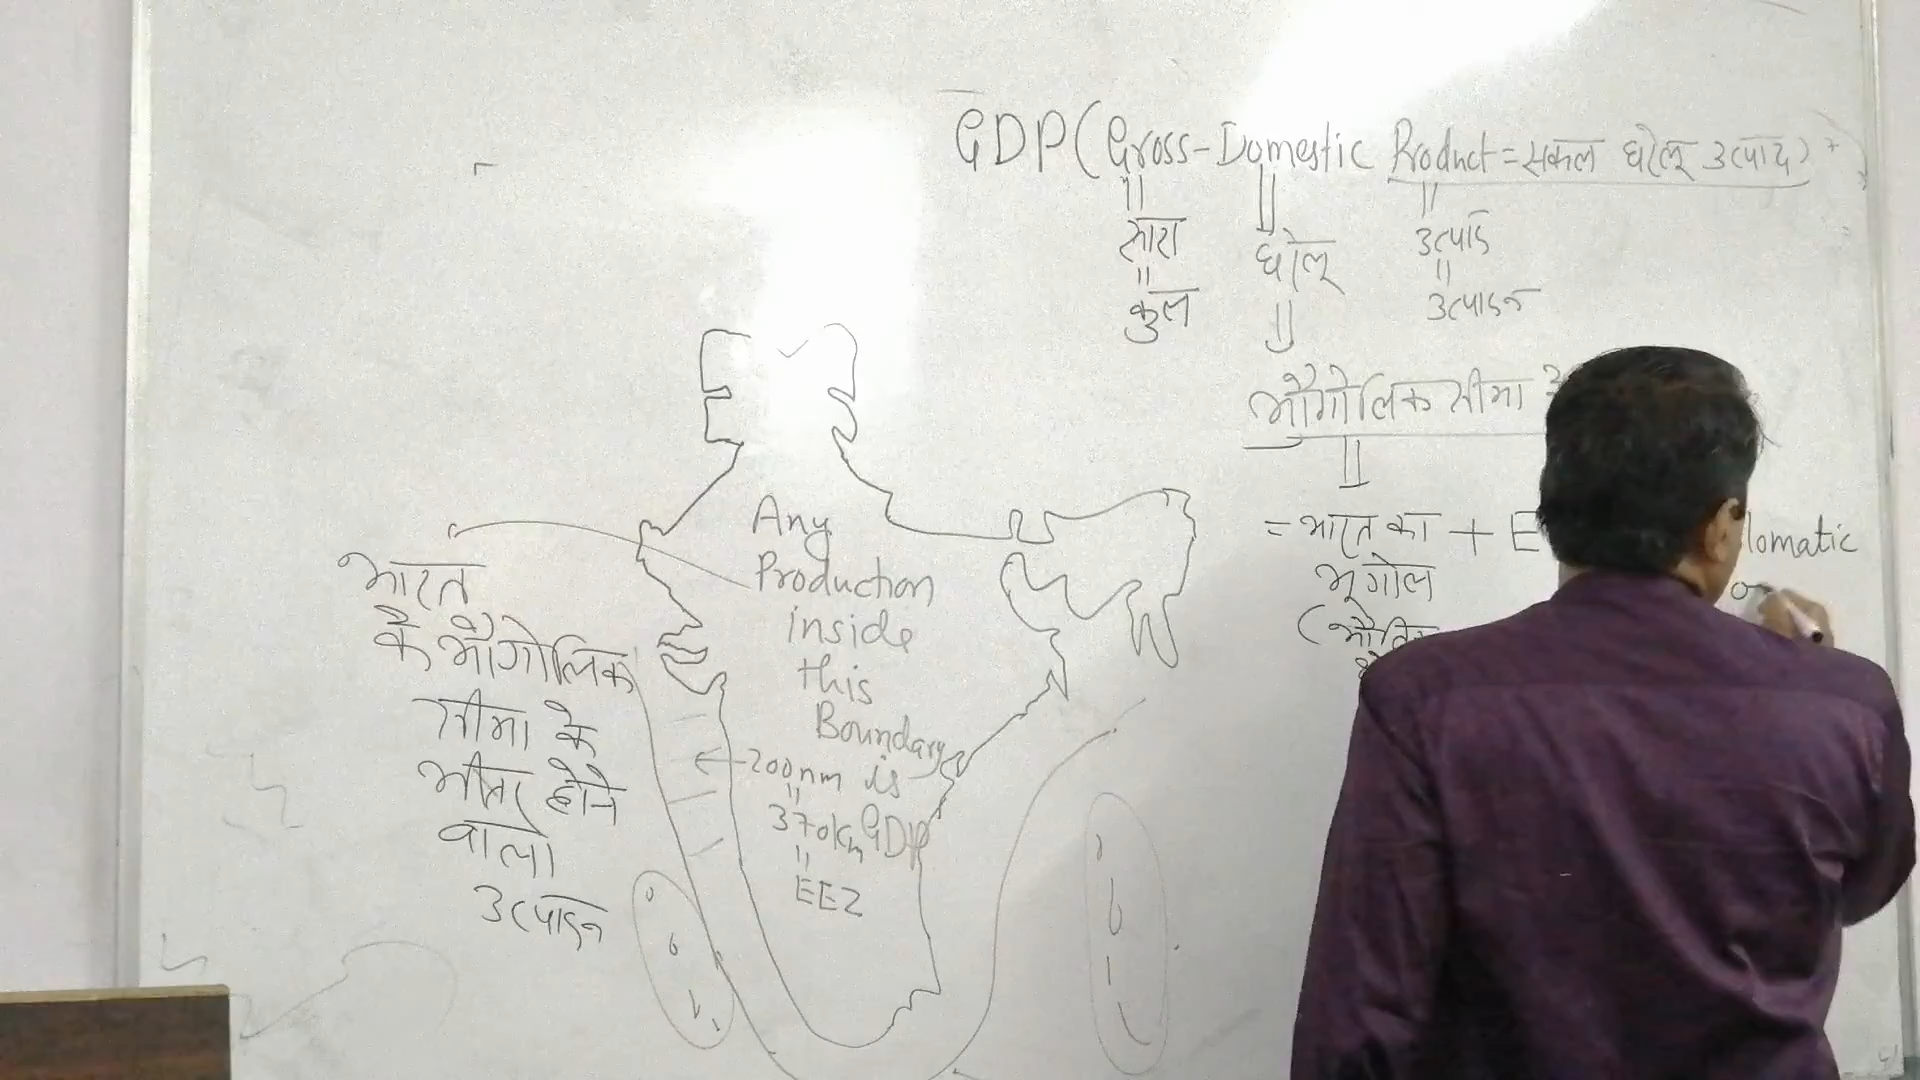 GDP (Gross-Domestic Product = सकल घरेलू उत्पाद)
सारा घरेलू उत्पाद
कुल उत्पादन
भौगोलिक सीमा
= भारत का + E lomatic
भूगोल
Any
Production
inside
this
Boundary
is
GDP
200nm
370km
EEZ
भारत
के भौगोलिक
सीमा के
भीतर होने
वाला
उत्पादन